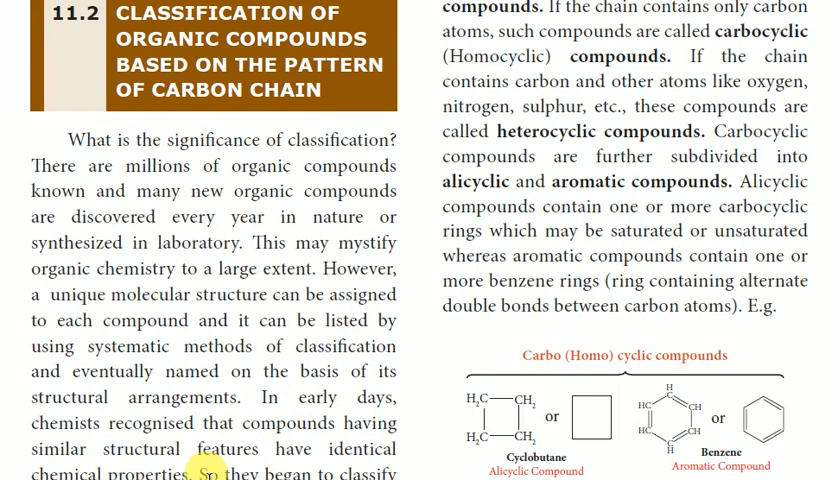 11.2
CLASSIFICATION OF
ORGANIC COMPOUNDS
BASED ON THE PATTERN
OF CARBON CHAIN
What is the significance of classification?
There are millions of organic compounds
known and many new organic compounds
are discovered every year in nature or
synthesized in laboratory. This may mystify
organic chemistry to a large extent. However,
a unique molecular structure can be assigned
to each compound and it can be listed by
using systematic methods of classification
and eventually named on the basis of its
structural arrangements. In early days,
chemists recognised that compounds having
similar structural features have identical
chemical properties. So they began to classify
compounds. If the chain contains only carbon
atoms, such compounds are called carbocyclic
(Homocyclic) compounds. If the chain
contains carbon and other atoms like oxygen,
nitrogen, sulphur, etc., these compounds are
called heterocyclic compounds. Carbocyclic
compounds are further subdivided into
alicyclic and aromatic compounds. Alicyclic
compounds contain one or more carbocyclic
rings which may be saturated or unsaturated
whereas aromatic compounds contain one or
more benzene rings (ring containing alternate
double bonds between carbon atoms). E.g.
Carbo (Homo) cyclic compounds
H₂C CH₂
or
H₂C CH₂
Cyclobutane
Alicyclic Compound
H
C
HC CH
or
HC CH
C
H
Benzene
Aromatic Compound